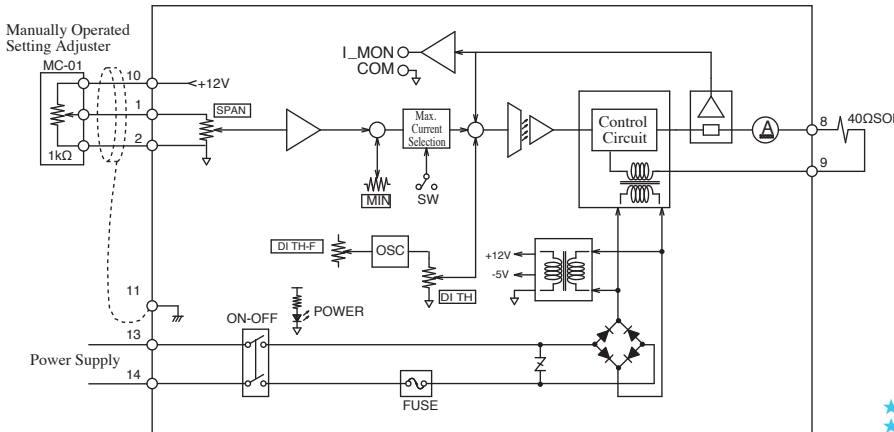 Manually Operated
Setting Adjuster
MC-01
10
+12V
1
2
1kΩ
SPAN
I_MON
COM
Max.
Current
Selection
MIN
SW
Control
Circuit
A
8
40ΩSOL
9
DI TH-F
OSC
DI TH
+12V
-5V
11
POWER
ON-OFF
13
Power Supply
14
FUSE